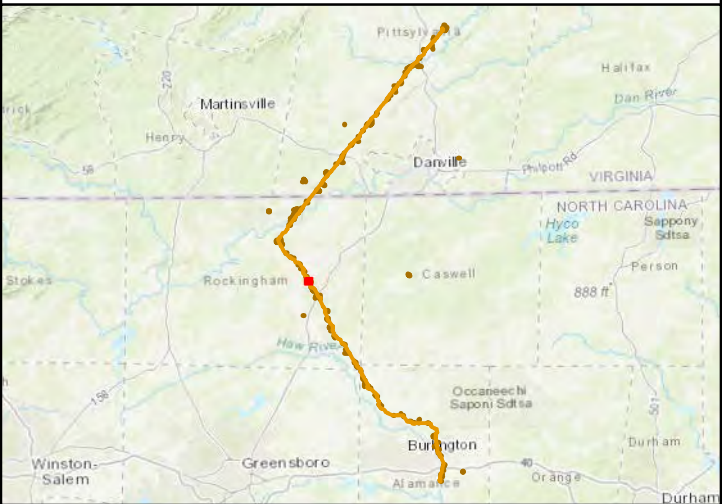 Pittsylvania
Halifax
220
Martinsville
Dan River
Henry
58
Danville
Philpott Rd
VIRGINIA
NORTH CAROLINA
Hyco
Lake
Sappony
Sdtsa
Person
Stokes
Rockingham
Caswell
888 ft
Haw River
158
Occaneechi
Saponi Sdtsa
501
Burlington
Durham
Winston-
Salem
Greensboro
40
Orange
Alamance
Durham